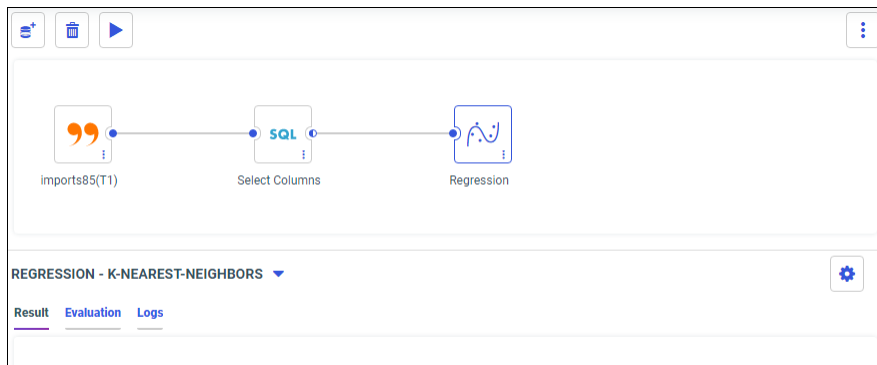 SQL
imports85(T1)
Select Columns
Regression
REGRESSION - K-NEAREST-NEIGHBORS
Result Evaluation Logs